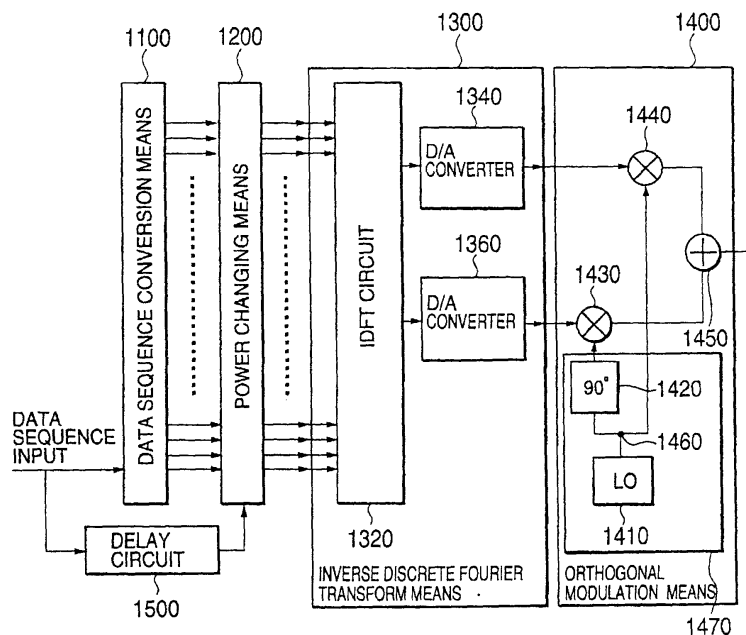 1100
1200
1300
1400
1340
1440
D/A
CONVERTER
DATA SEQUENCE CONVERSION MEANS
POWER CHANGING MEANS
IDFT CIRCUIT
1360
1430
D/A
CONVERTER
1450
90°
1420
DATA
SEQUENCE
INPUT
1460
LO
DELAY
CIRCUIT
1320
1410
1500
INVERSE DISCRETE FOURIER
TRANSFORM MEANS
ORTHOGONAL
MODULATION MEANS
1470